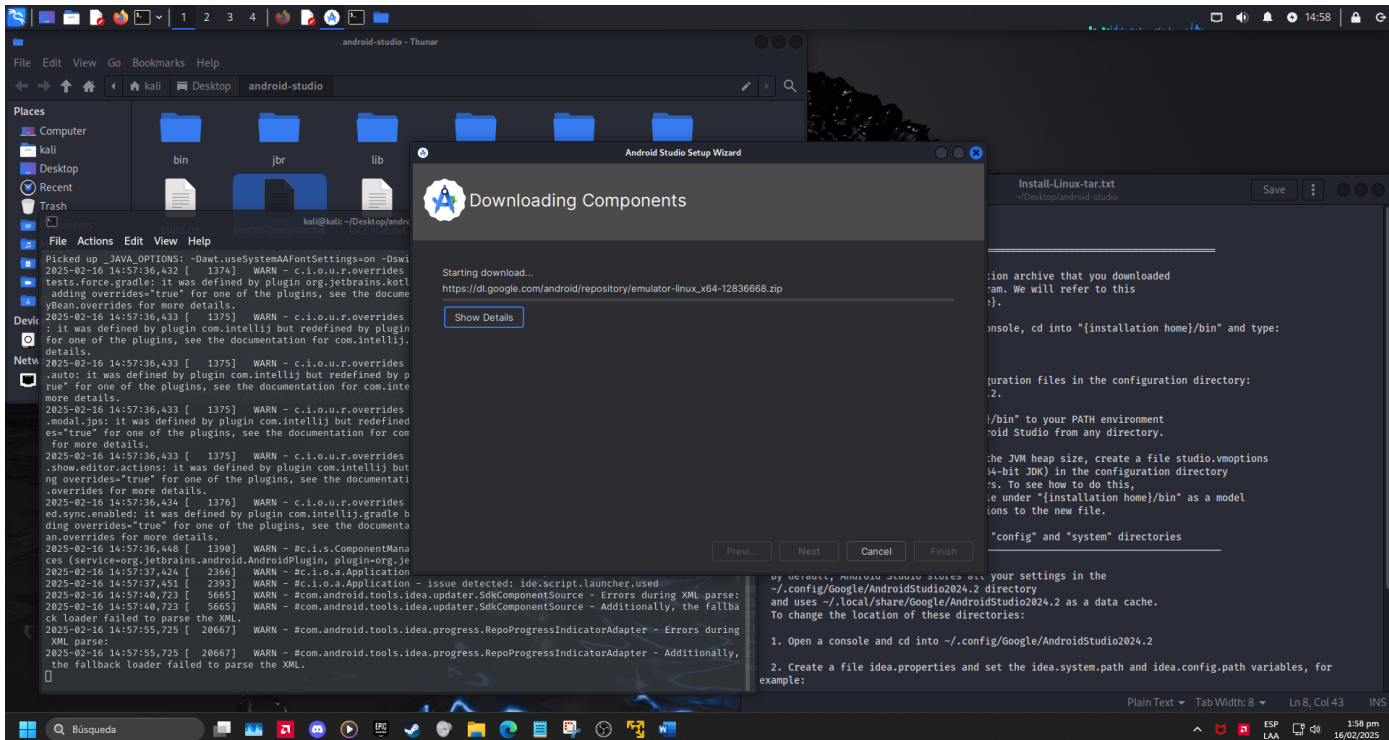 1 2 3 4
14:58
android-studio - Thunar
File Edit View Go Bookmarks Help
kali Desktop android-studio
Places
Computer
kali
Desktop
Recent
Trash
bin
jbr
lib
kali@kali: ~/Desktop/andro
File Actions Edit View Help
Picked up _JAVA_OPTIONS: -Dawt.useSystemAAFontSettings=on -Dswi
2025-02-16 14:57:36,432 [ 1374] WARN - c.i.o.u.r.overrides
tests.force.gradle: it was defined by plugin org.jetbrains.kotl
adding overrides="true" for one of the plugins, see the docume
yBean.overrides for more details.
2025-02-16 14:57:36,433 [ 1375] WARN - c.i.o.u.r.overrides
: it was defined by plugin com.intellij but redefined by plugin
for one of the plugins, see the documentation for com.intellij.
details.
2025-02-16 14:57:36,433 [ 1375] WARN - c.i.o.u.r.overrides
.auto: it was defined by plugin com.intellij but redefined by p
rue" for one of the plugins, see the documentation for com.inte
more details.
2025-02-16 14:57:36,433 [ 1375] WARN - c.i.o.u.r.overrides
.modal.jps: it was defined by plugin com.intellij but redefined
es="true" for one of the plugins, see the documentation for com
for more details.
2025-02-16 14:57:36,433 [ 1375] WARN - c.i.o.u.r.overrides
.show.editor.actions: it was defined by plugin com.intellij but
ng overrides="true" for one of the plugins, see the documentati
.overrides for more details.
2025-02-16 14:57:36,434 [ 1376] WARN - c.i.o.u.r.overrides
ed.sync.enabled: it was defined by plugin com.intellij.gradle b
ding overrides="true" for one of the plugins, see the documenta
an.overrides for more details.
2025-02-16 14:57:36,448 [ 1390] WARN - #c.i.s.ComponentMana
ces (service=org.jetbrains.android.AndroidPlugin, plugin=org.je
2025-02-16 14:57:37,424 [ 2366] WARN - #c.i.o.a.Application
2025-02-16 14:57:37,451 [ 2393] WARN - #c.i.o.a.Application - issue detected: ide.script.launcher.used
2025-02-16 14:57:40,723 [ 5665] WARN - #com.android.tools.idea.updater.SdkComponentSource - Errors during XML parse:
2025-02-16 14:57:40,723 [ 5665] WARN - #com.android.tools.idea.updater.SdkComponentSource - Additionally, the fallba
ck loader failed to parse the XML.
2025-02-16 14:57:55,725 [ 20667] WARN - #com.android.tools.idea.progress.RepoProgressIndicatorAdapter - Errors during
XML parse:
2025-02-16 14:57:55,725 [ 20667] WARN - #com.android.tools.idea.progress.RepoProgressIndicatorAdapter - Additionally,
the fallback loader failed to parse the XML.
Devic
Netw
Android Studio Setup Wizard
Downloading Components
Starting download...
https://dl.google.com/android/repository/emulator-linux_x64-12836668.zip
Show Details
Previ... Next Cancel Finish
Install-Linux-tar.txt
~/Desktop/android-studio
Save
tion archive that you downloaded
ram. We will refer to this
e}.
onsole, cd into "{installation home}/bin" and type:
guration files in the configuration directory:
.2.
}/bin" to your PATH environment
roid Studio from any directory.
the JVM heap size, create a file studio.vmoptions
64-bit JDK) in the configuration directory
rs. To see how to do this,
le under "{installation home}/bin" as a model
ions to the new file.
"config" and "system" directories
By default, Android Studio stores all your settings in the
~/.config/Google/AndroidStudio2024.2 directory
and uses ~/.local/share/Google/AndroidStudio2024.2 as a data cache.
To change the location of these directories:
1. Open a console and cd into ~/.config/Google/AndroidStudio2024.2
2. Create a file idea.properties and set the idea.system.path and idea.config.path variables, for
example:
Plain Text Tab Width: 8 Ln 8, Col 43 INS
Búsqueda
EPIC
ESP
LAA
1:58 pm
16/02/2025